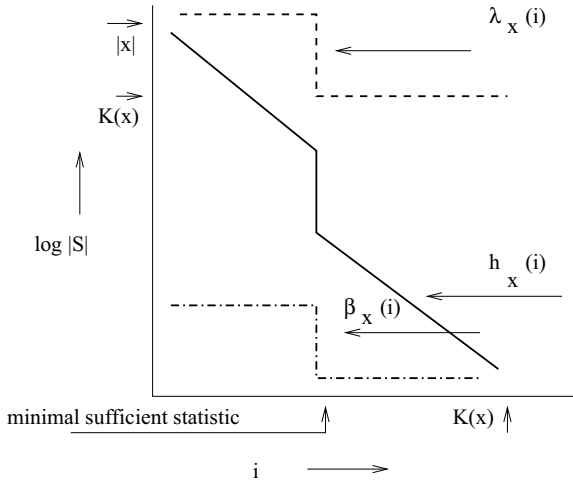 λ x (i)
|x|
K(x)
log |S|
h x (i)
β x (i)
minimal sufficient statistic
K(x)
i